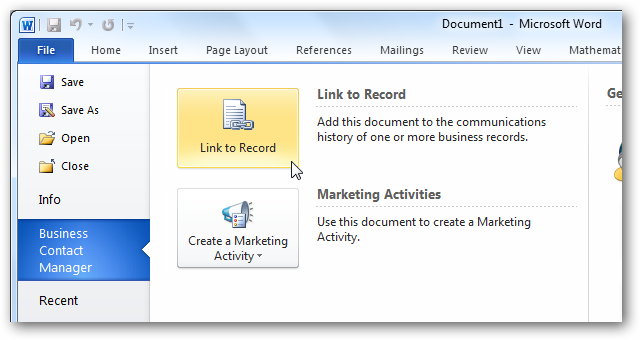 W
Document1 - Microsoft Word
File Home Insert Page Layout References Mailings Review View Mathemat
Save
Save As
Open
Close
Info
Business
Contact
Manager
Recent
Link to Record
Create a Marketing
Activity
Link to Record
Add this document to the communications
history of one or more business records.
Marketing Activities
Use this document to create a Marketing
Activity.
Ge